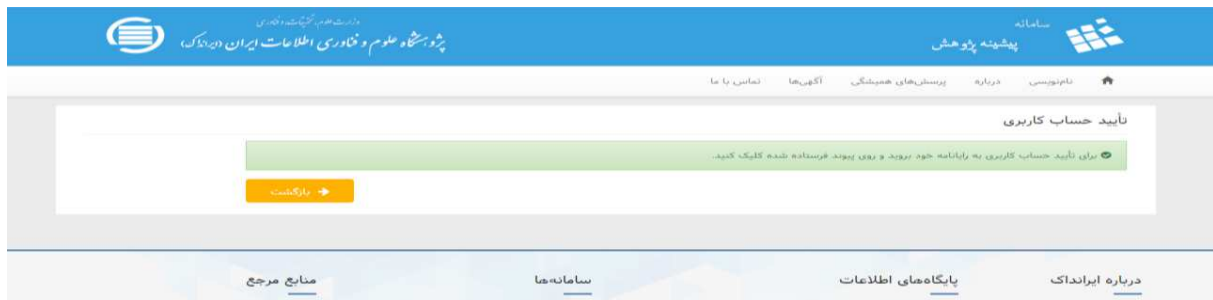 سامانه
پیشینه پژوهش
وزارت علوم، تحقیقات و فناوری
پژوهشگاه علوم و فناوری اطلاعات ایران (ایرانداک)
نام‌نویسی درباره پرسش‌های همیشگی آگهی‌ها تماس با ما
تأیید حساب کاربری
برای تأیید حساب کاربری به رایانامه خود بروید و روی پیوند فرستاده شده کلیک کنید.
بازگشت
درباره ایرانداک پایگاه‌های اطلاعات سامانه‌ها منابع مرجع